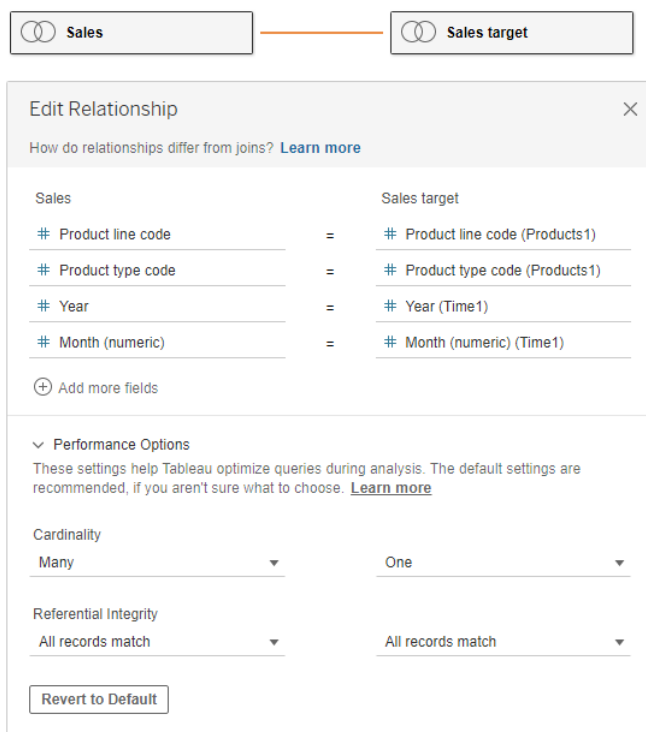 Sales
Sales target
Edit Relationship
How do relationships differ from joins? Learn more
Sales
Sales target
# Product line code = # Product line code (Products1)
# Product type code = # Product type code (Products1)
# Year = # Year (Time1)
# Month (numeric) = # Month (numeric) (Time1)
Add more fields
Performance Options
These settings help Tableau optimize queries during analysis. The default settings are
recommended, if you aren't sure what to choose. Learn more
Cardinality
Many
One
Referential Integrity
All records match
All records match
Revert to Default